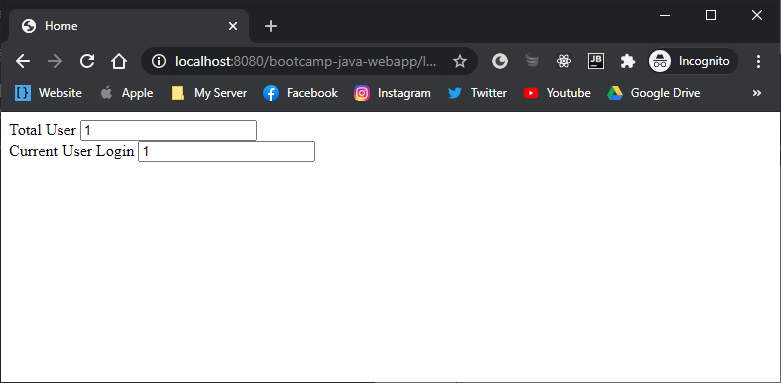 Home
localhost:8080/bootcamp-java-webapp/l...
JB
Incognito
Website Apple My Server Facebook Instagram Twitter Youtube Google Drive »
Total User 1
Current User Login 1